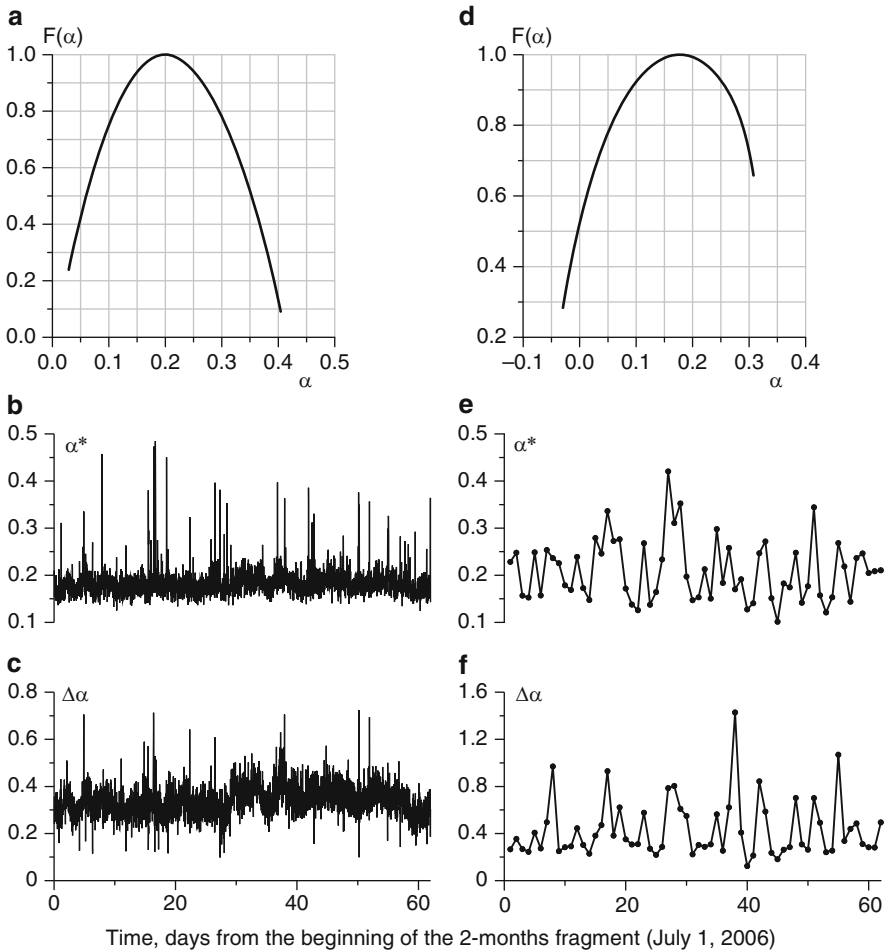 a
F(α)
1.0
0.8
0.6
0.4
0.2
0.0
0.0 0.1 0.2 0.3 0.4 0.5
α
d
F(α)
1.0
0.8
0.6
0.4
0.2
−0.1 0.0 0.1 0.2 0.3 0.4
α
b
α*
0.5
0.4
0.3
0.2
0.1
e
α*
0.5
0.4
0.3
0.2
0.1
c
Δα
0.8
0.6
0.4
0.2
0
0 20 40 60
f
Δα
1.6
1.2
0.8
0.4
0
0 20 40 60
Time, days from the beginning of the 2-months fragment (July 1, 2006)